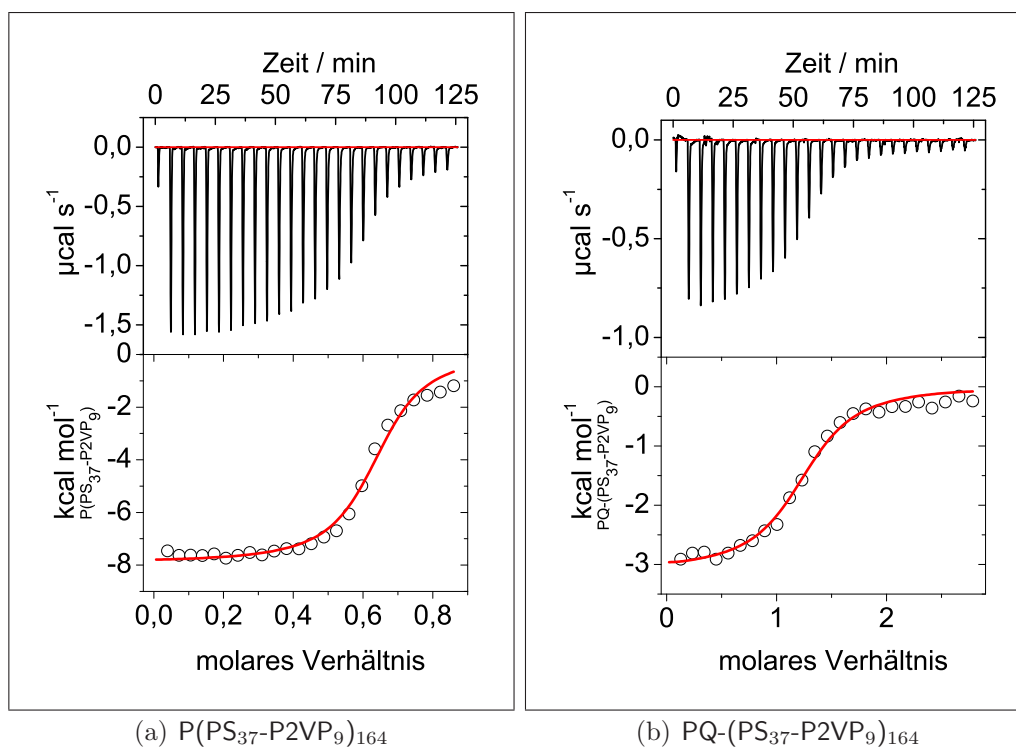 Zeit / min
0 25 50 75 100 125
0,0
-0,5
-1,0
-1,5
µcal s⁻¹
0
-2
-4
-6
-8
kcal mol⁻¹
P(PS₃₇-P2VP₉)
0,0 0,2 0,4 0,6 0,8
molares Verhältnis
(a) P(PS₃₇-P2VP₉)₁₆₄
Zeit / min
0 25 50 75 100 125
0,0
-0,5
-1,0
µcal s⁻¹
0
-1
-2
-3
kcal mol⁻¹
PQ-(PS₃₇-P2VP₉)
0 1 2
molares Verhältnis
(b) PQ-(PS₃₇-P2VP₉)₁₆₄